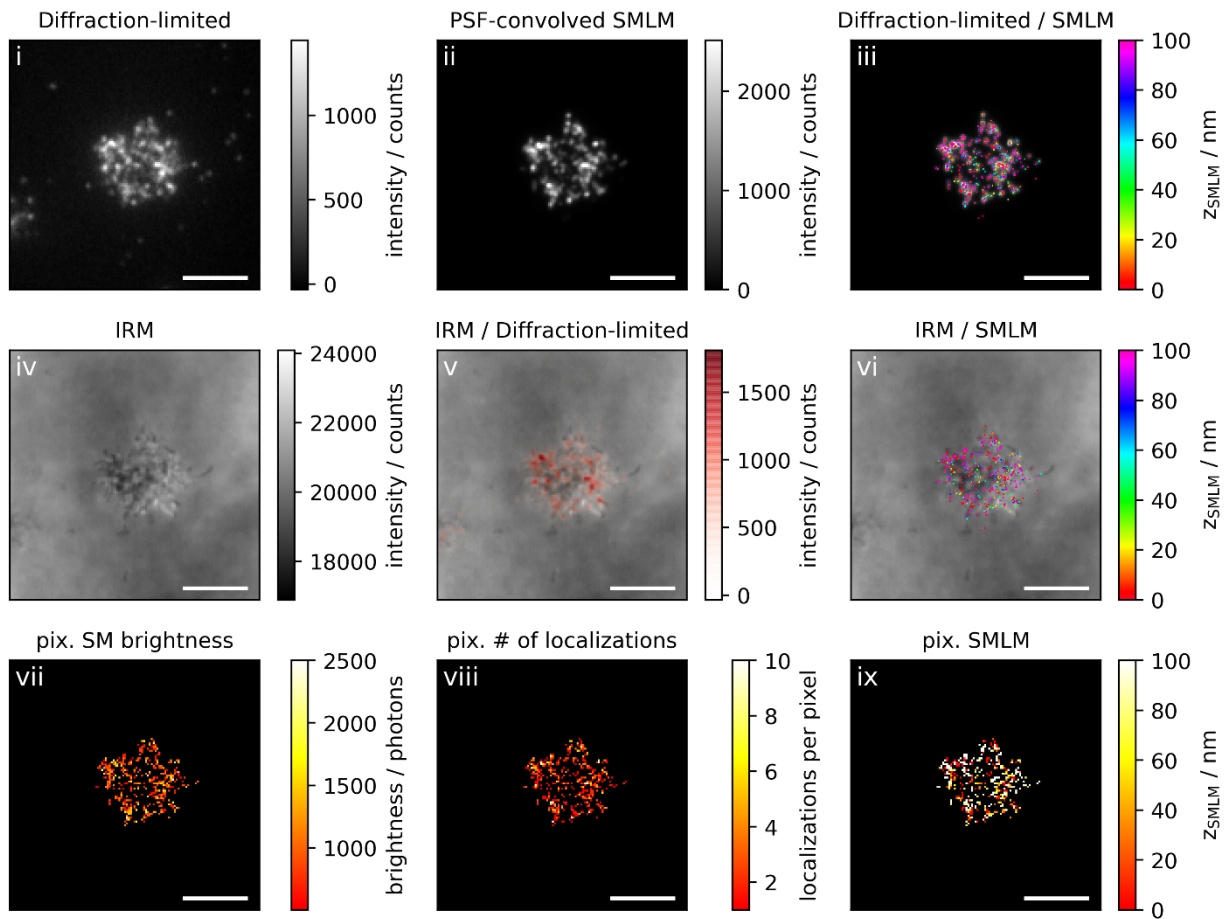 Diffraction-limited
PSF-convolved SMLM
Diffraction-limited / SMLM
i
1000
500
0
intensity / counts
ii
2000
1000
0
intensity / counts
iii
100
80
60
40
20
0
zSMLM / nm
IRM
IRM / Diffraction-limited
IRM / SMLM
iv
24000
22000
20000
18000
intensity / counts
v
1500
1000
500
0
intensity / counts
vi
100
80
60
40
20
0
zSMLM / nm
pix. SM brightness
pix. # of localizations
pix. SMLM
vii
2500
2000
1500
1000
brightness / photons
viii
10
8
6
4
2
localizations per pixel
ix
100
80
60
40
20
0
zSMLM / nm